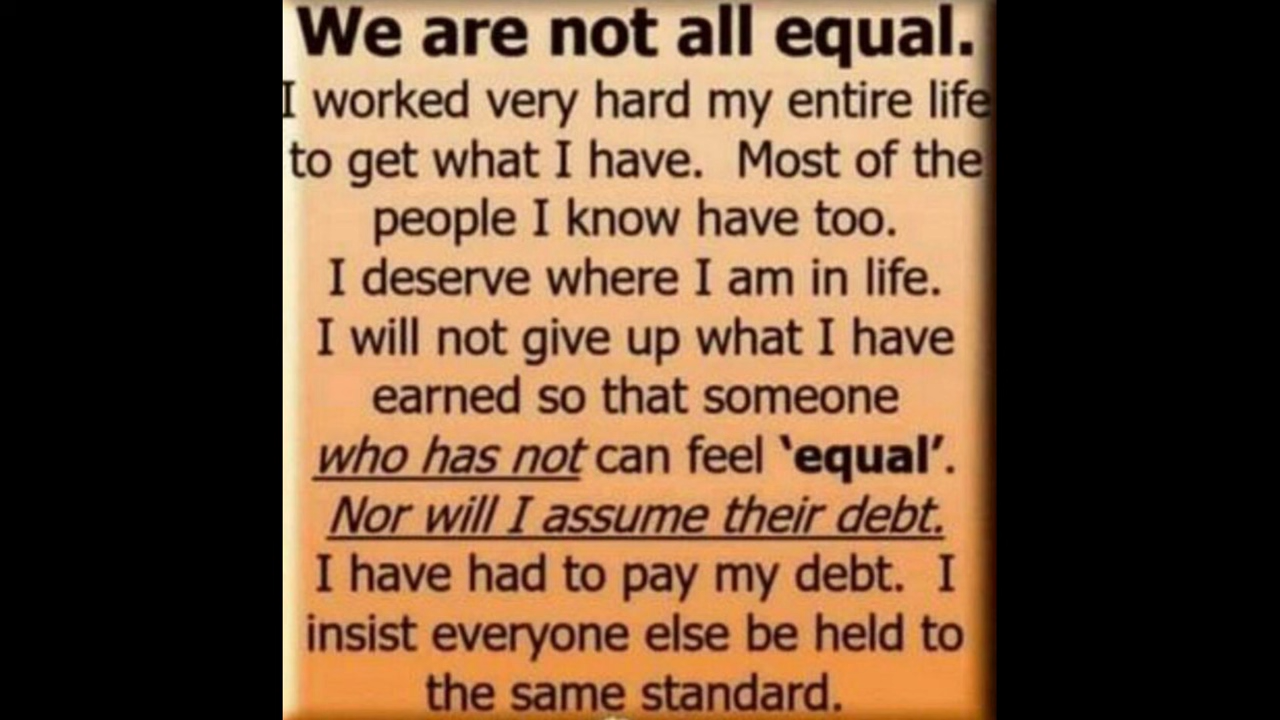 We are not all equal.
I worked very hard my entire life
to get what I have. Most of the
people I know have too.
I deserve where I am in life.
I will not give up what I have
earned so that someone
who has not can feel ‘equal’.
Nor will I assume their debt.
I have had to pay my debt. I
insist everyone else be held to
the same standard.